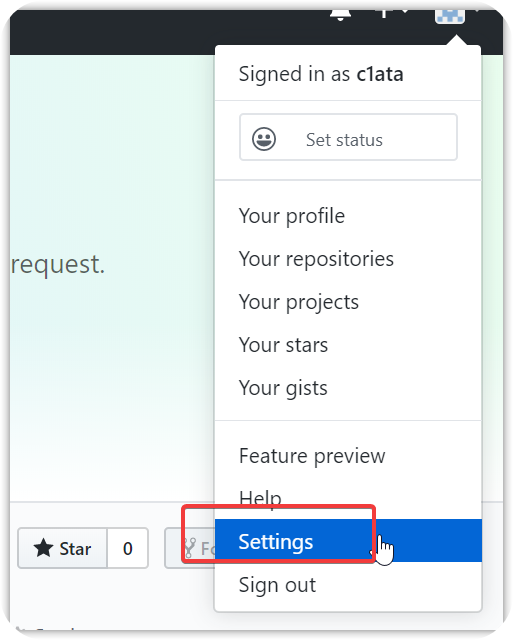 Signed in as c1ata
Set status
Your profile
Your repositories
request.
Your projects
Your stars
Your gists
Feature preview
Help
Settings
Star 0
Sign out